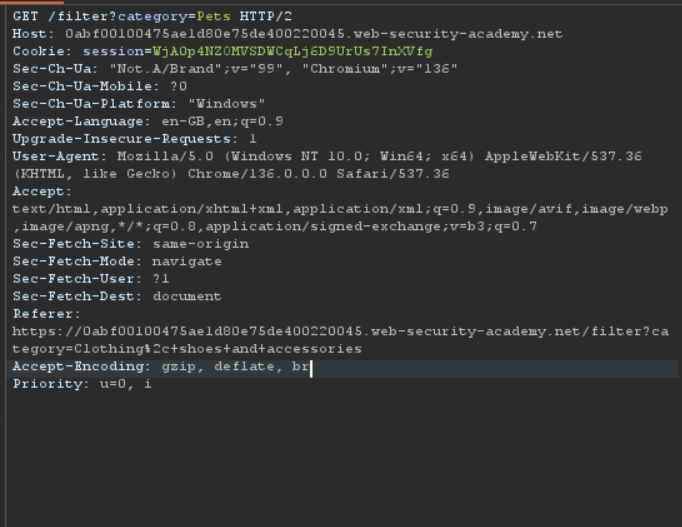 GET /filter?category=Pets HTTP/2
Host: 0abf00100475ae1d80e75de400220045.web-security-academy.net
Cookie: session=WjA0p4NZ0MVSDWCqLj6D9UrUs7InXVfg
Sec-Ch-Ua: "Not.A/Brand";v="99", "Chromium";v="136"
Sec-Ch-Ua-Mobile: ?0
Sec-Ch-Ua-Platform: "Windows"
Accept-Language: en-GB,en;q=0.9
Upgrade-Insecure-Requests: 1
User-Agent: Mozilla/5.0 (Windows NT 10.0; Win64; x64) AppleWebKit/537.36
(KHTML, like Gecko) Chrome/136.0.0.0 Safari/537.36
Accept:
text/html,application/xhtml+xml,application/xml;q=0.9,image/avif,image/webp
,image/apng,*/*;q=0.8,application/signed-exchange;v=b3;q=0.7
Sec-Fetch-Site: same-origin
Sec-Fetch-Mode: navigate
Sec-Fetch-User: ?1
Sec-Fetch-Dest: document
Referer:
https://0abf00100475ae1d80e75de400220045.web-security-academy.net/filter?ca
tegory=Clothing%2c+shoes+and+accessories
Accept-Encoding: gzip, deflate, br
Priority: u=0, i